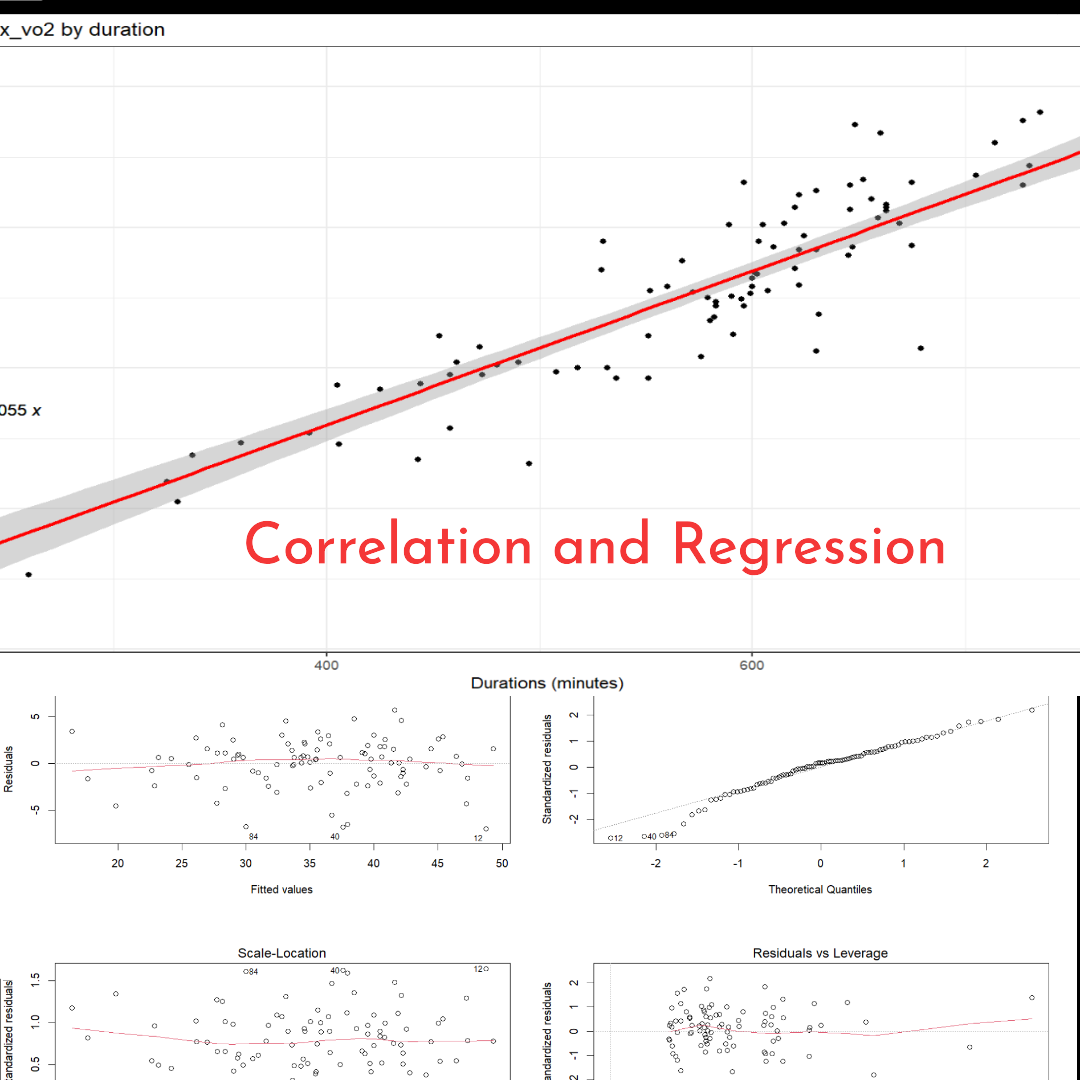 x_vo2 by duration
055 x
Correlation and Regression
400 600
Durations (minutes)
Residuals
5
0
-5
84 40 12
20 25 30 35 40 45 50
Fitted values
Standardized residuals
2
1
0
-1
-2
12 40 84
-2 -1 0 1 2
Theoretical Quantiles
Scale-Location
andardized residuals
1.5
1.0
0.5
84 40 12
Residuals vs Leverage
andardized residuals
2
1
0
-1
2